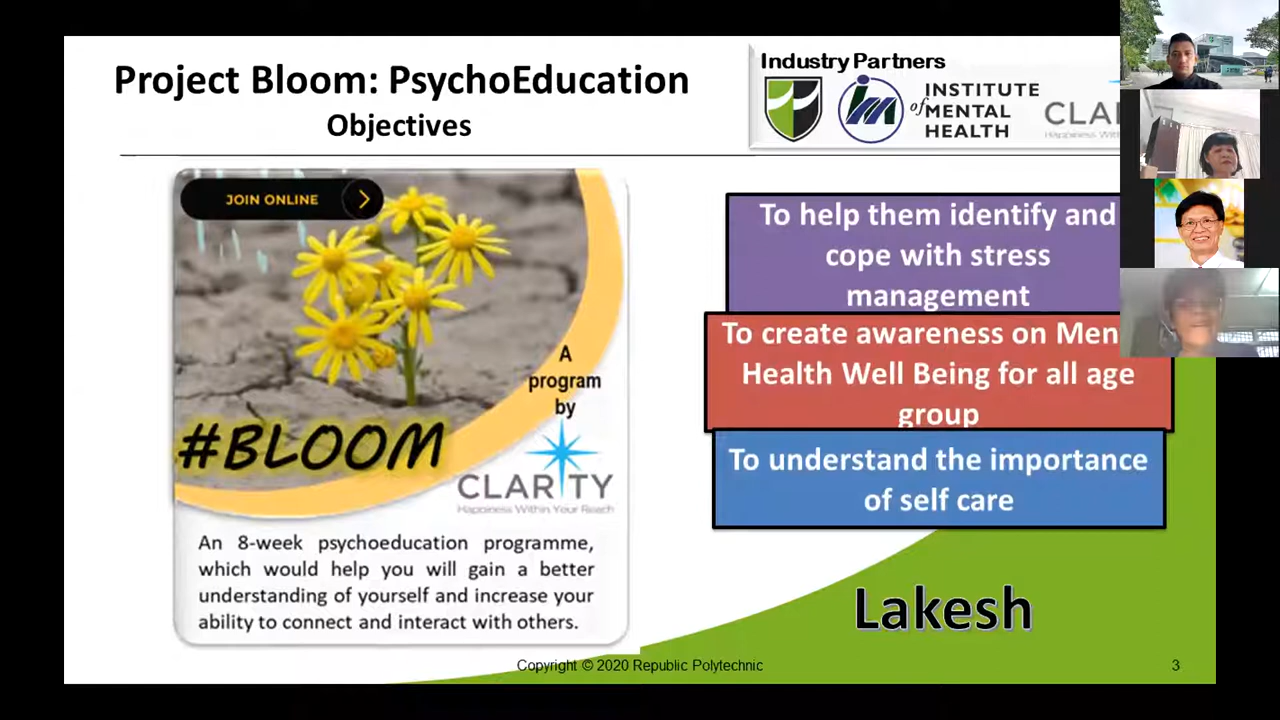 Project Bloom: PsychoEducation
Objectives
Industry Partners
INSTITUTE
of MENTAL
HEALTH
CLA
Happiness With
JOIN ONLINE
#BLOOM
A
program
by
CLARITY
Happiness Within Your Reach
An 8-week psychoeducation programme,
which would help you will gain a better
understanding of yourself and increase your
ability to connect and interact with others.
To help them identify and
cope with stress
management
To create awareness on Men
Health Well Being for all age
group
To understand the importance
of self care
Lakesh
Copyright © 2020 Republic Polytechnic
3